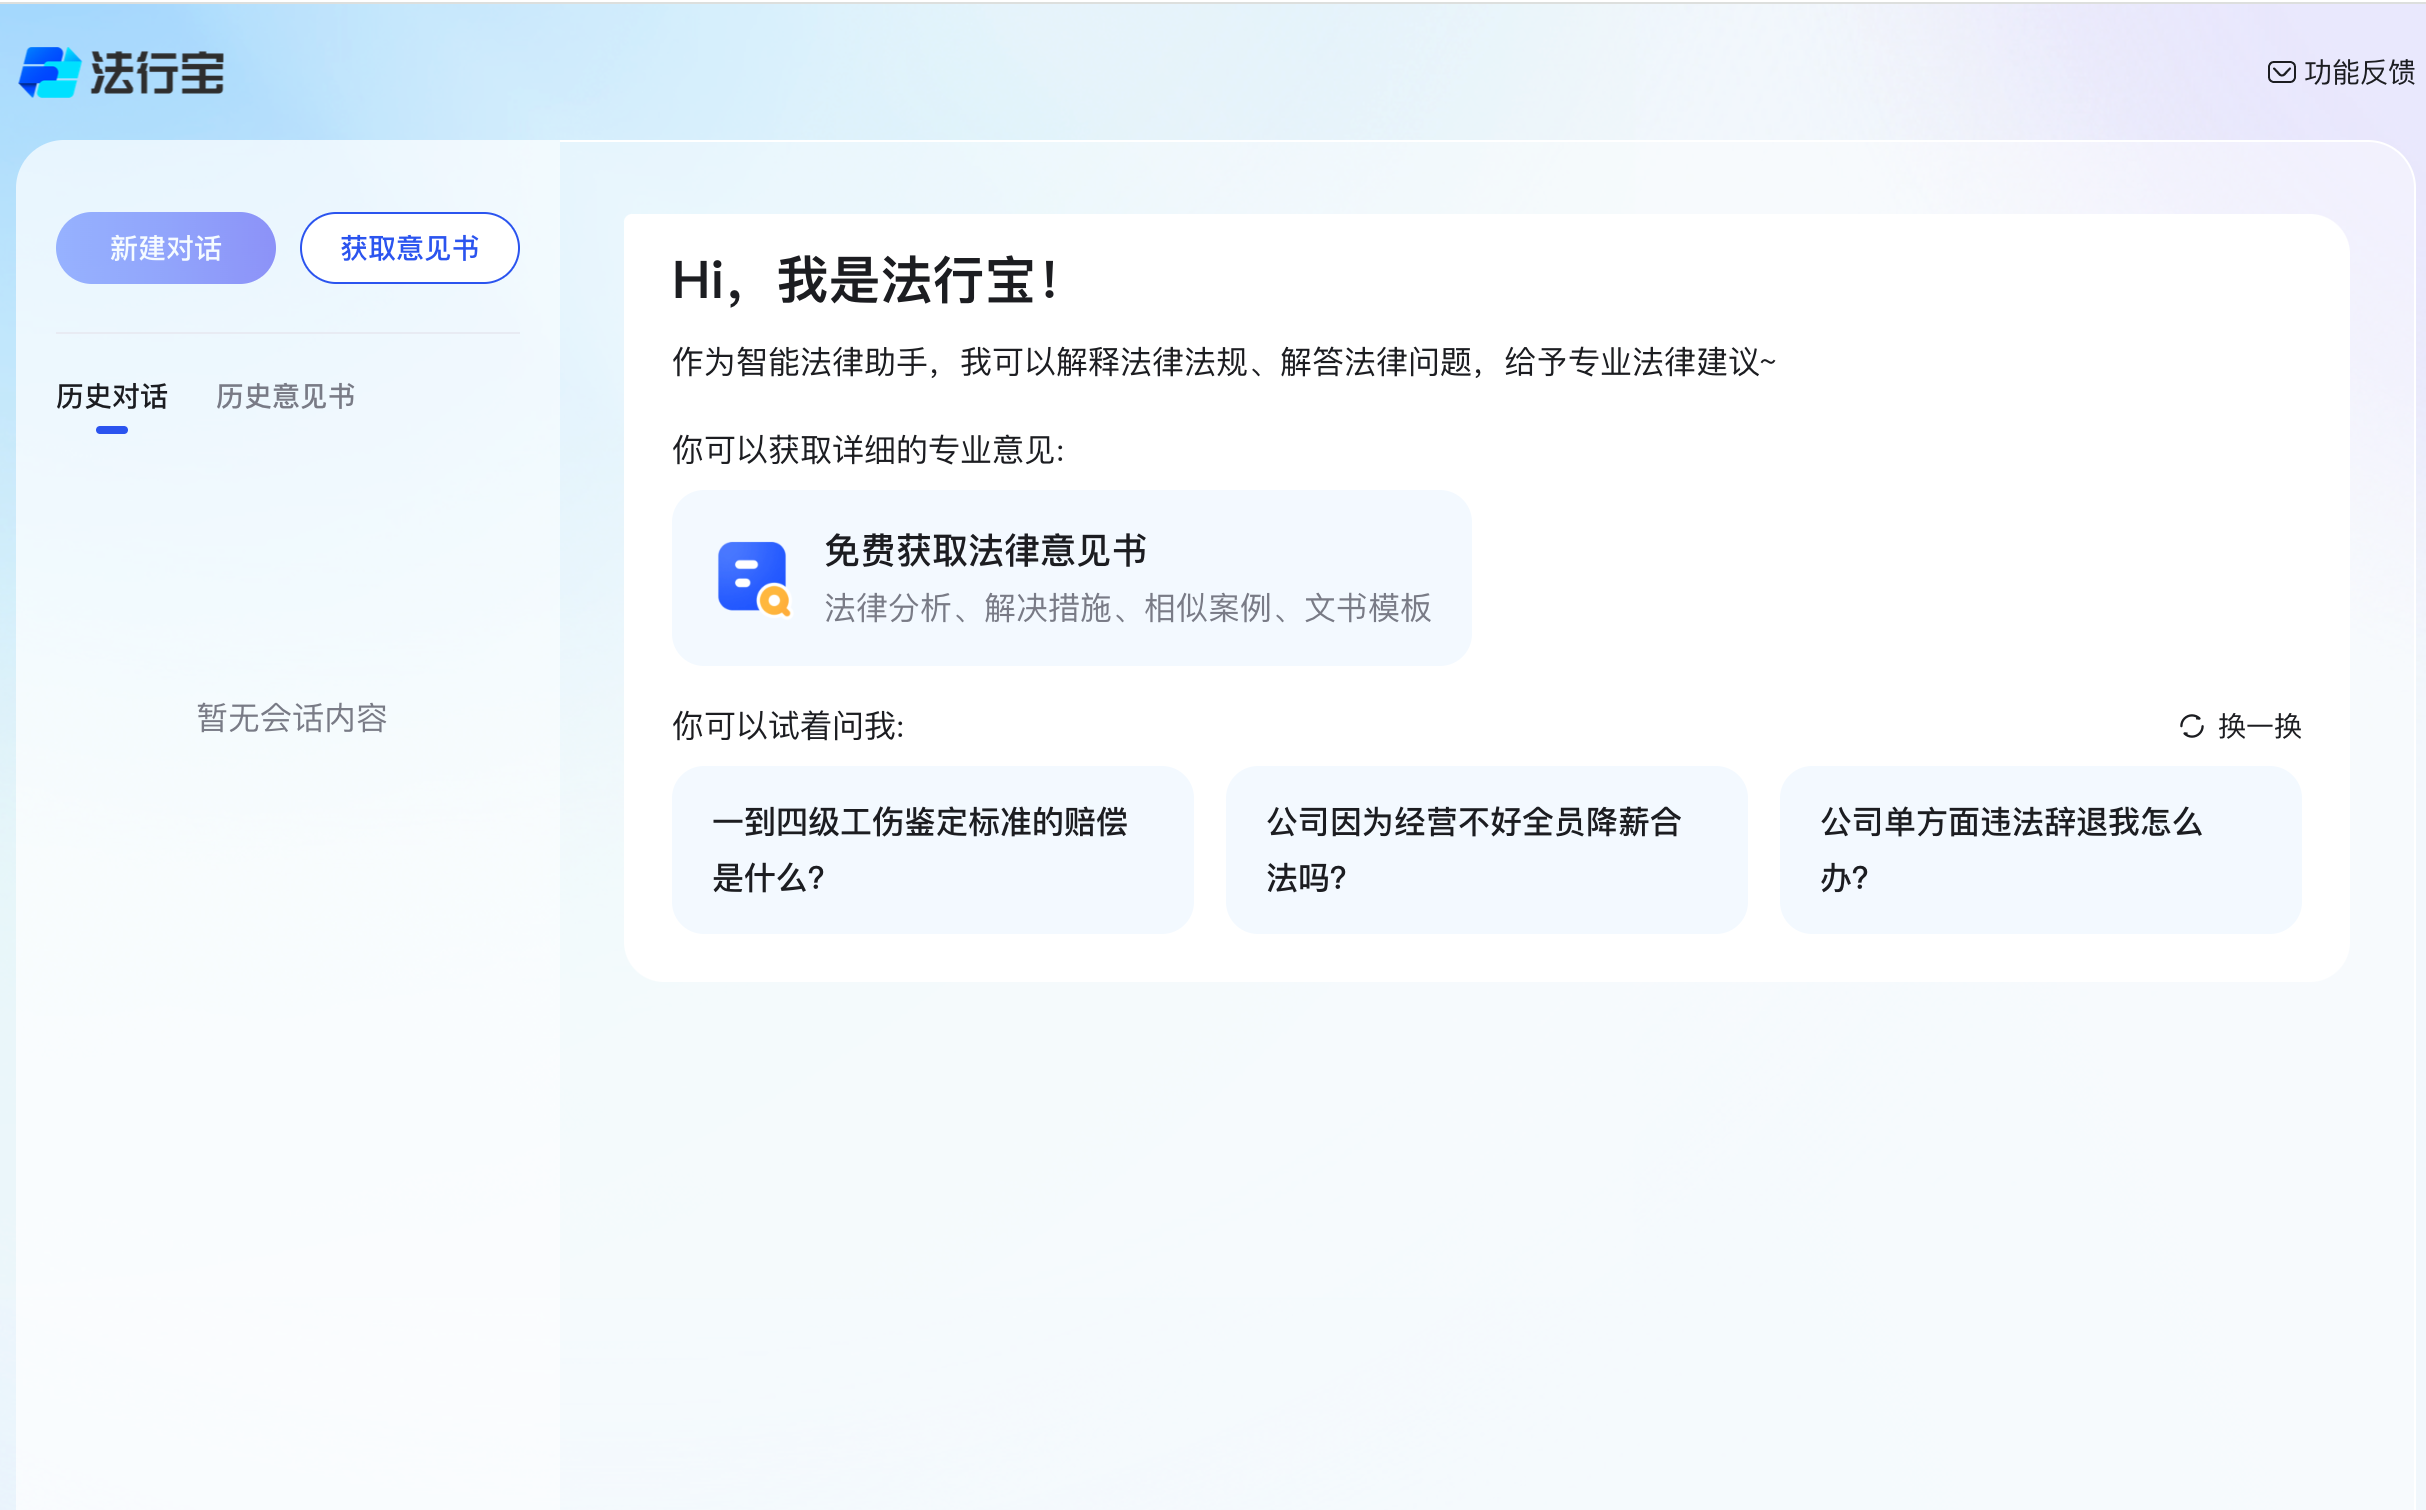 法行宝
功能反馈
新建对话
获取意见书
历史对话
历史意见书
暂无会话内容
Hi，我是法行宝！
作为智能法律助手，我可以解释法律法规、解答法律问题，给予专业法律建议~
你可以获取详细的专业意见:
免费获取法律意见书
法律分析、解决措施、相似案例、文书模板
你可以试着问我:
换一换
一到四级工伤鉴定标准的赔偿
是什么?
公司因为经营不好全员降薪合
法吗?
公司单方面违法辞退我怎么
办?